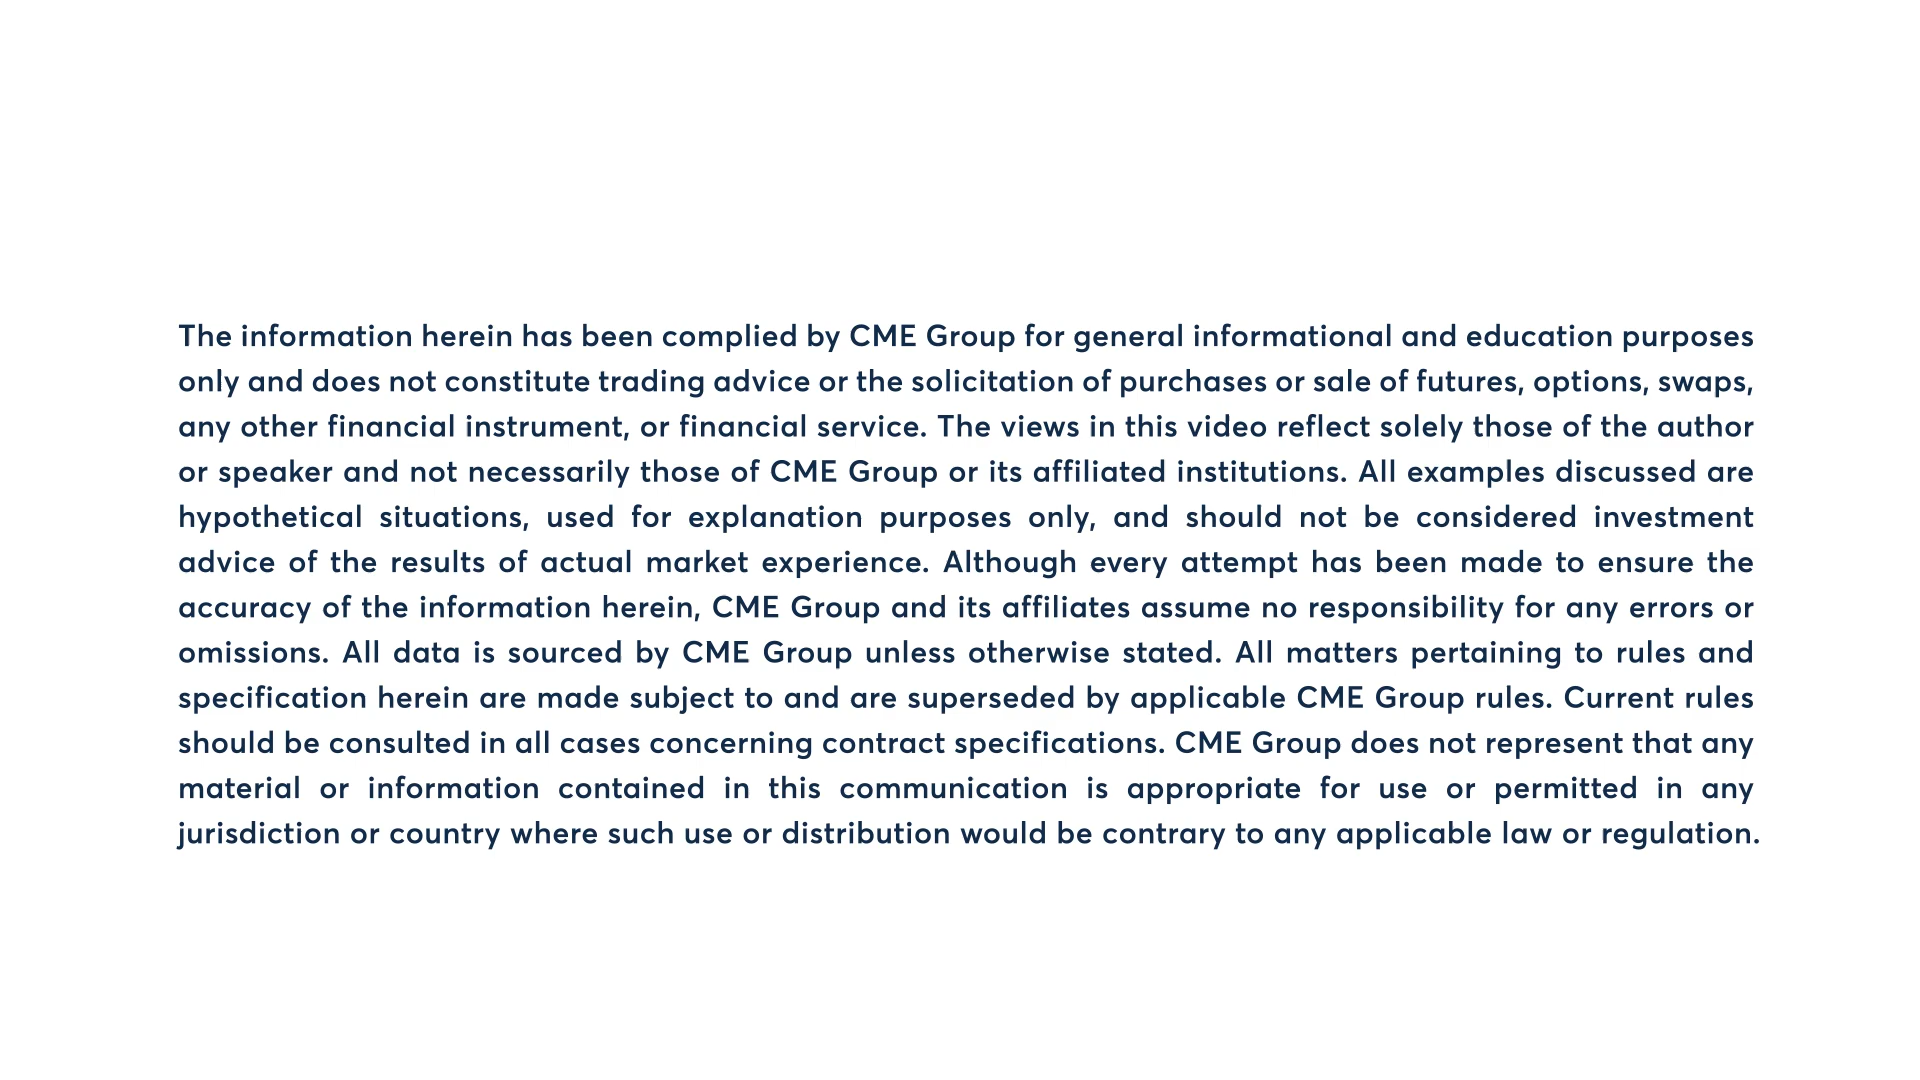 The information herein has been complied by CME Group for general informational and education purposes
only and does not constitute trading advice or the solicitation of purchases or sale of futures, options, swaps,
any other financial instrument, or financial service. The views in this video reflect solely those of the author
or speaker and not necessarily those of CME Group or its affiliated institutions. All examples discussed are
hypothetical situations, used for explanation purposes only, and should not be considered investment
advice of the results of actual market experience. Although every attempt has been made to ensure the
accuracy of the information herein, CME Group and its affiliates assume no responsibility for any errors or
omissions. All data is sourced by CME Group unless otherwise stated. All matters pertaining to rules and
specification herein are made subject to and are superseded by applicable CME Group rules. Current rules
should be consulted in all cases concerning contract specifications. CME Group does not represent that any
material or information contained in this communication is appropriate for use or permitted in any
jurisdiction or country where such use or distribution would be contrary to any applicable law or regulation.